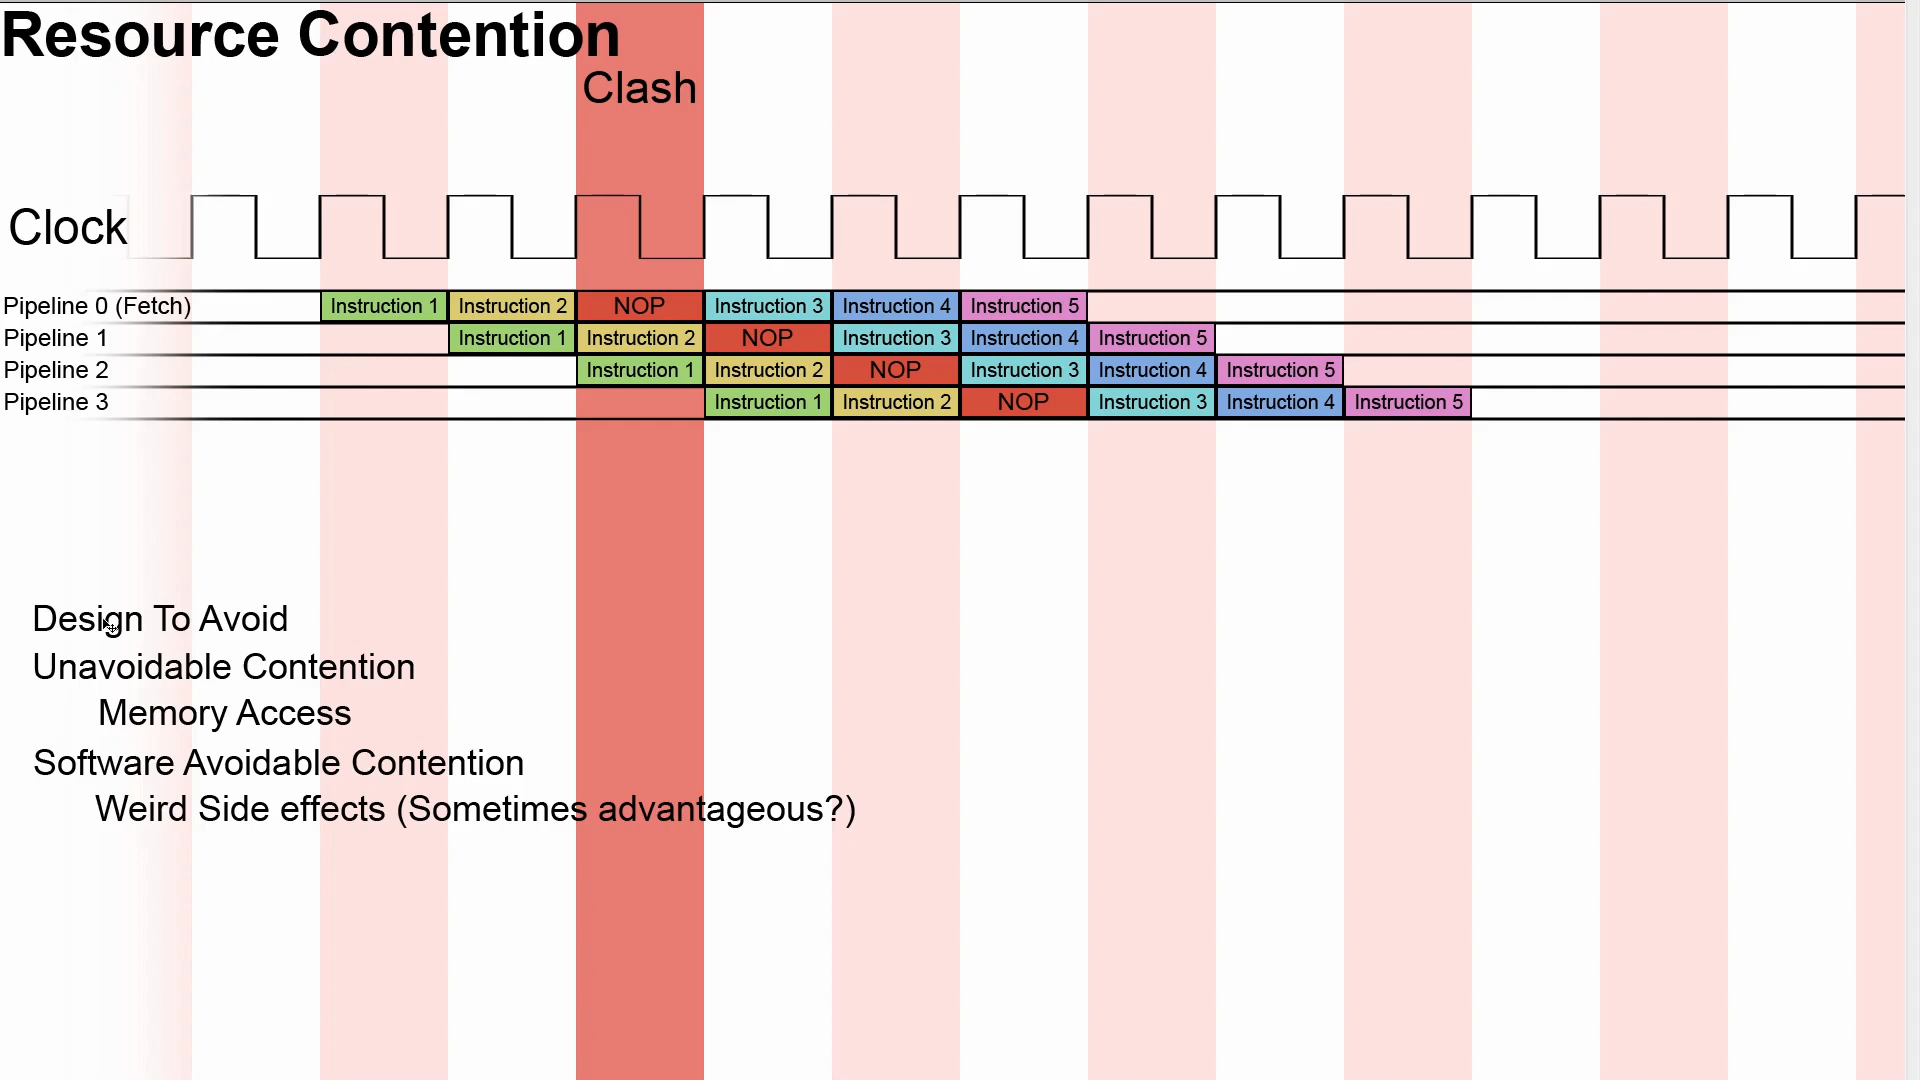 Resource Contention
Clash
Clock
Pipeline 0 (Fetch) Instruction 1 Instruction 2 NOP Instruction 3 Instruction 4 Instruction 5
Pipeline 1 Instruction 1 Instruction 2 NOP Instruction 3 Instruction 4 Instruction 5
Pipeline 2 Instruction 1 Instruction 2 NOP Instruction 3 Instruction 4 Instruction 5
Pipeline 3 Instruction 1 Instruction 2 NOP Instruction 3 Instruction 4 Instruction 5
Design To Avoid
Unavoidable Contention
Memory Access
Software Avoidable Contention
Weird Side effects (Sometimes advantageous?)